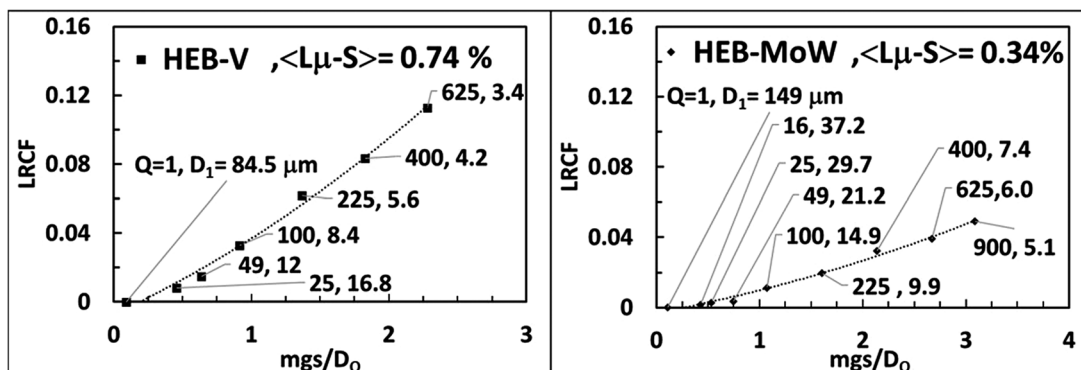 0.16
0.12
0.08
0.04
0
LRCF
HEB-V ,<Lμ-S>= 0.74 %
625, 3.4
400, 4.2
Q=1, D₁= 84.5 μm
225, 5.6
100, 8.4
49, 12
25, 16.8
0 1 2 3
mgs/D_Q
0.16
0.12
0.08
0.04
0
LRCF
HEB-MoW ,<Lμ-S>= 0.34%
Q=1, D₁= 149 μm
16, 37.2
25, 29.7
49, 21.2
100, 14.9
400, 7.4
625,6.0
900, 5.1
225 , 9.9
0 1 2 3 4
mgs/D_Q